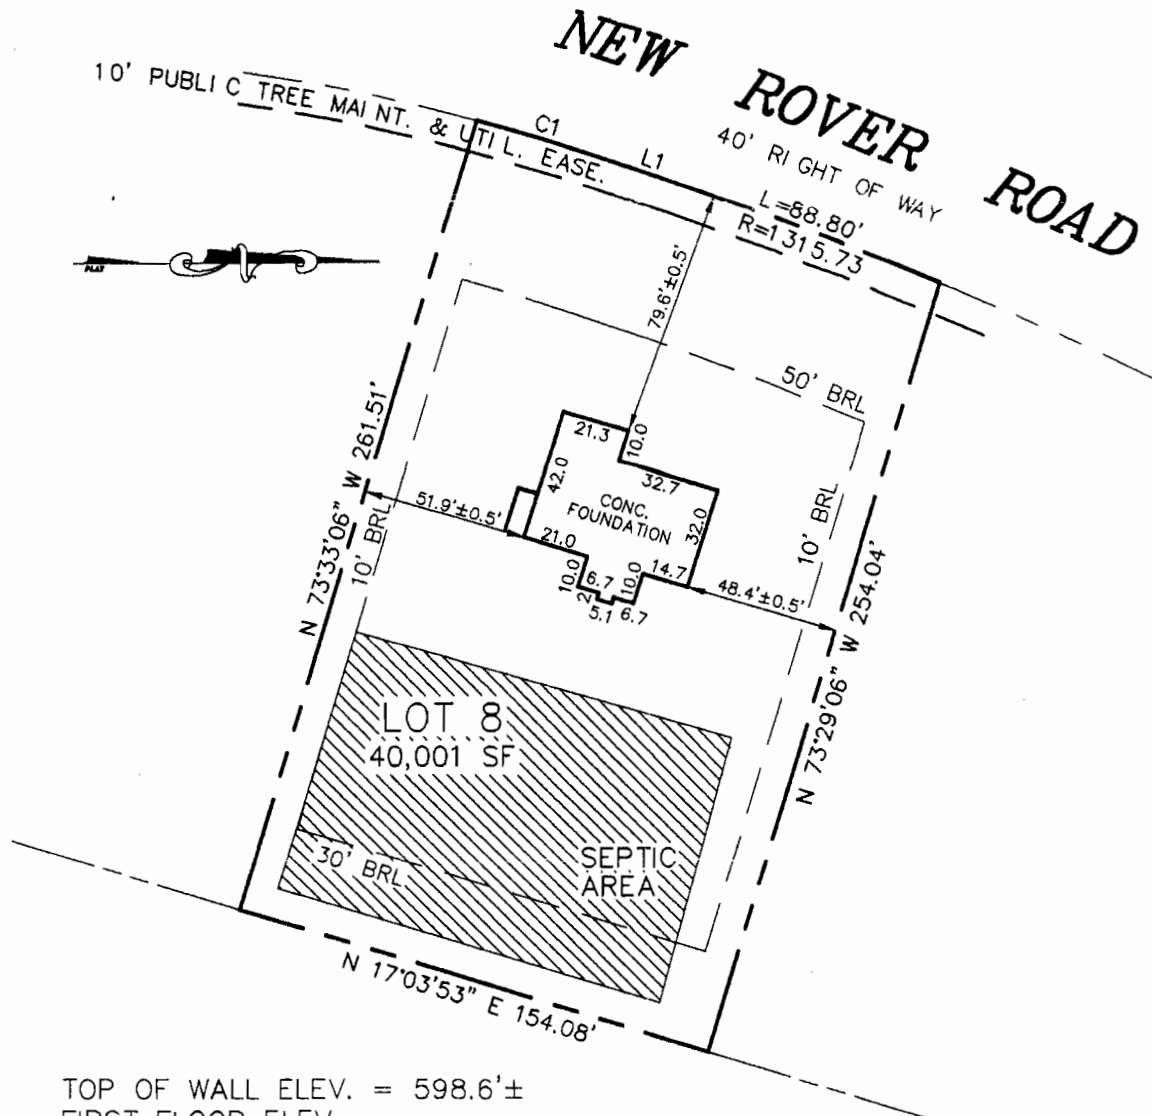 NEW ROVER ROAD
40' RIGHT OF WAY
10' PUBLIC TREE MAINT. & UTIL. EASE.
C1
L1
L=88.80'
R=1315.73
PLAT
79.6'±0.5'
50' BRL
N 73°33'06" W 261.51'
10' BRL
21.3
10.0
42.0
32.7
CONC.
FOUNDATION
32.0
51.9'±0.5'
21.0
10.0
6.7
2
5.1
6.7
10.0
14.7
48.4'±0.5'
10' BRL
N 73°29'06" W 254.04'
LOT 8
40,001 SF
SEPTIC
AREA
30' BRL
N 17°03'53" E 154.08'
TOP OF WALL ELEV. = 598.6'±
FIRST FLOOR ELEV